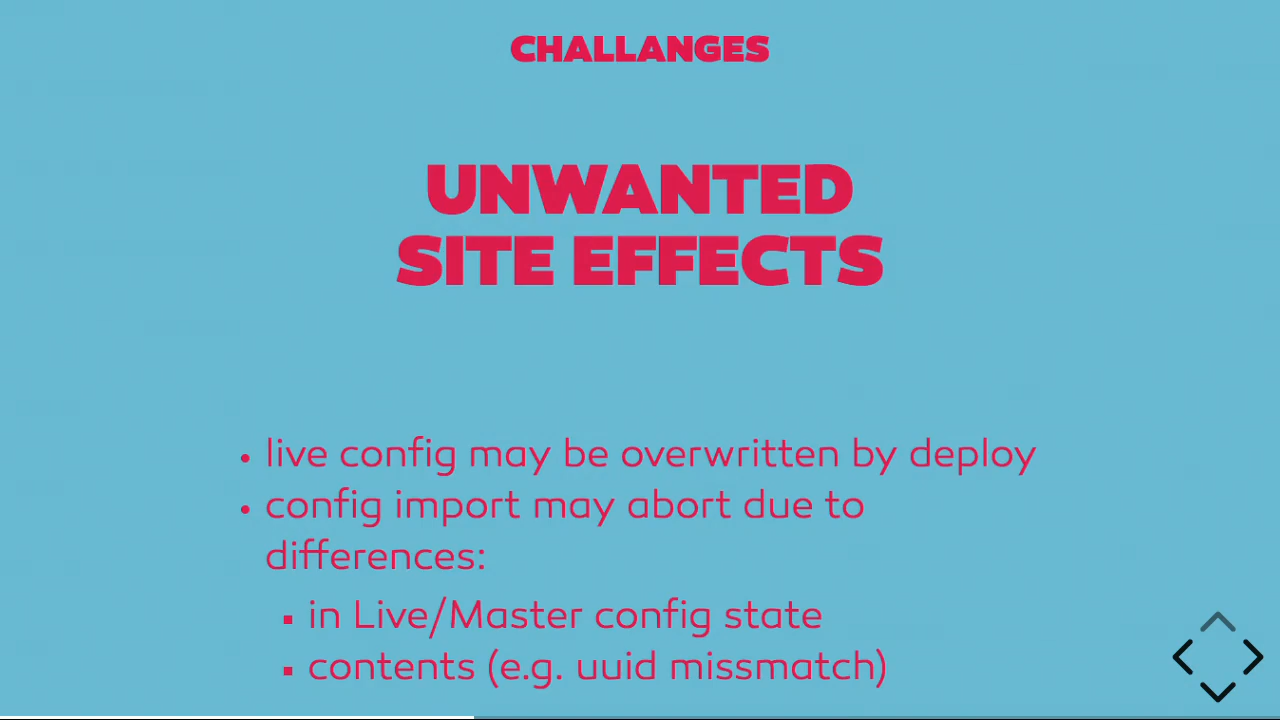 CHALLANGES
UNWANTED
SITE EFFECTS
• live config may be overwritten by deploy
• config import may abort due to
differences:
▪ in Live/Master config state
▪ contents (e.g. uuid missmatch)